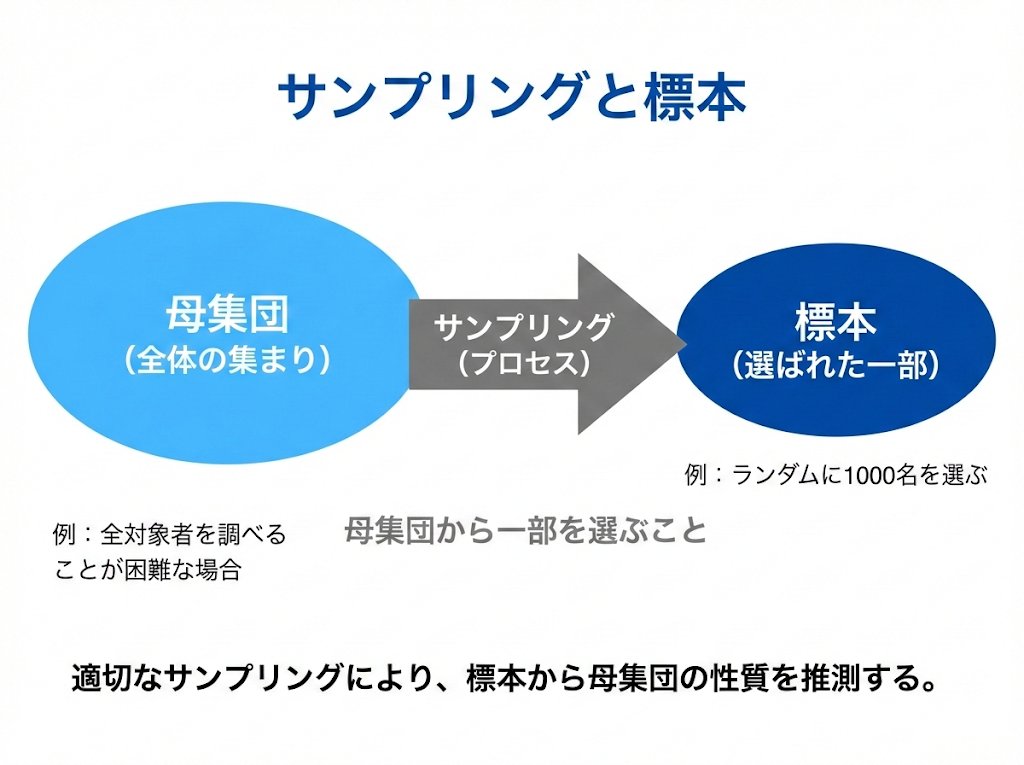 サンプリングと標本
母集団
（全体の集まり）
サンプリング
（プロセス）
標本
（選ばれた一部）
例：ランダムに1000名を選ぶ
例：全対象者を調べる
ことが困難な場合
母集団から一部を選ぶこと
適切なサンプリングにより、標本から母集団の性質を推測する。